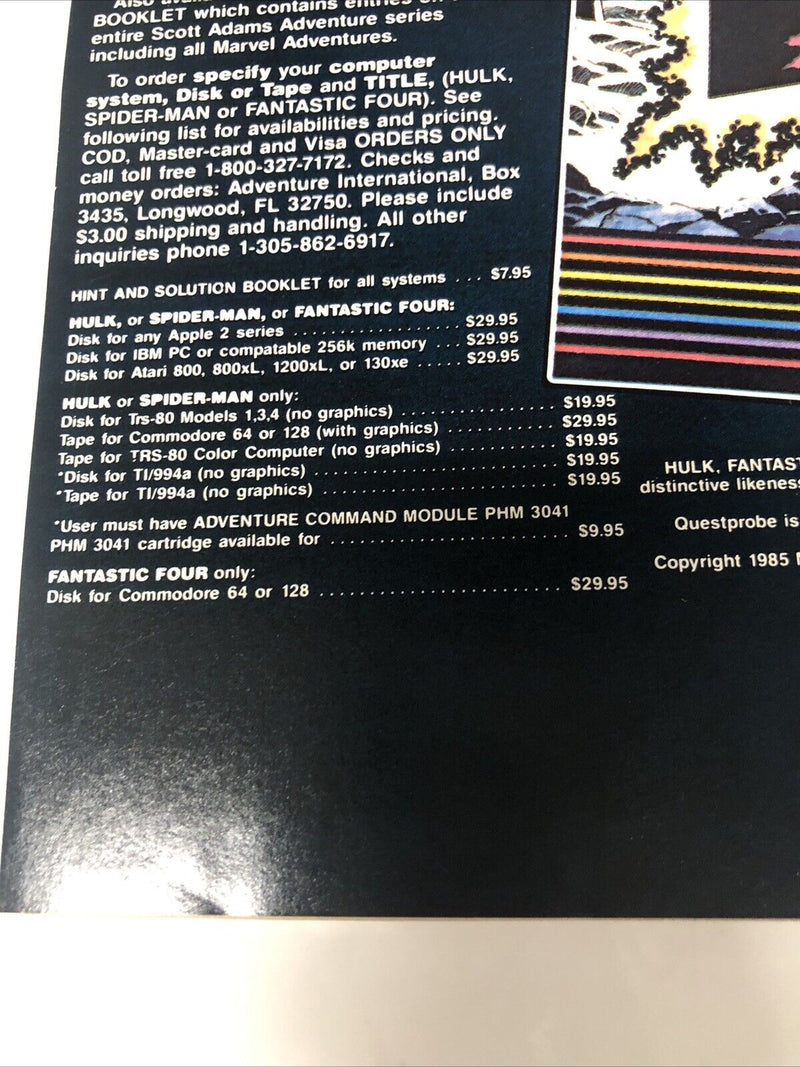 Also
BOOKLET which contains
entire Scott Adams Adventure series
including all Marvel Adventures.
To order specify your computer
system, Disk or Tape and TITLE, (HULK,
SPIDER-MAN or FANTASTIC FOUR). See
following list for availabilities and pricing.
COD, Master-card and Visa ORDERS ONLY
call toll free 1-800-327-7172. Checks and
money orders: Adventure International, Box
3435, Longwood, FL 32750. Please include
$3.00 shipping and handling. All other
inquiries phone 1-305-862-6917.
HINT AND SOLUTION BOOKLET for all systems ... $7.95
HULK, or SPIDER-MAN, or FANTASTIC FOUR:
Disk for any Apple 2 series .................. $29.95
Disk for IBM PC or compatable 256k memory ... $29.95
Disk for Atari 800, 800xL, 1200xL, or 130xe ..... $29.95
HULK or SPIDER-MAN only:
Disk for Trs-80 Models 1,3,4 (no graphics) ................ $19.95
Tape for Commodore 64 or 128 (with graphics) ........... $29.95
Tape for TRS-80 Color Computer (no graphics) ............ $19.95
*Disk for TI/994a (no graphics) .......................... $19.95
*Tape for TI/994a (no graphics) ......................... $19.95
*User must have ADVENTURE COMMAND MODULE PHM 3041
PHM 3041 cartridge available for ........................ $9.95
FANTASTIC FOUR only:
Disk for Commodore 64 or 128 ......................... $29.95
HULK, FANTAS
distinctive likenes
Questprobe is
Copyright 1985